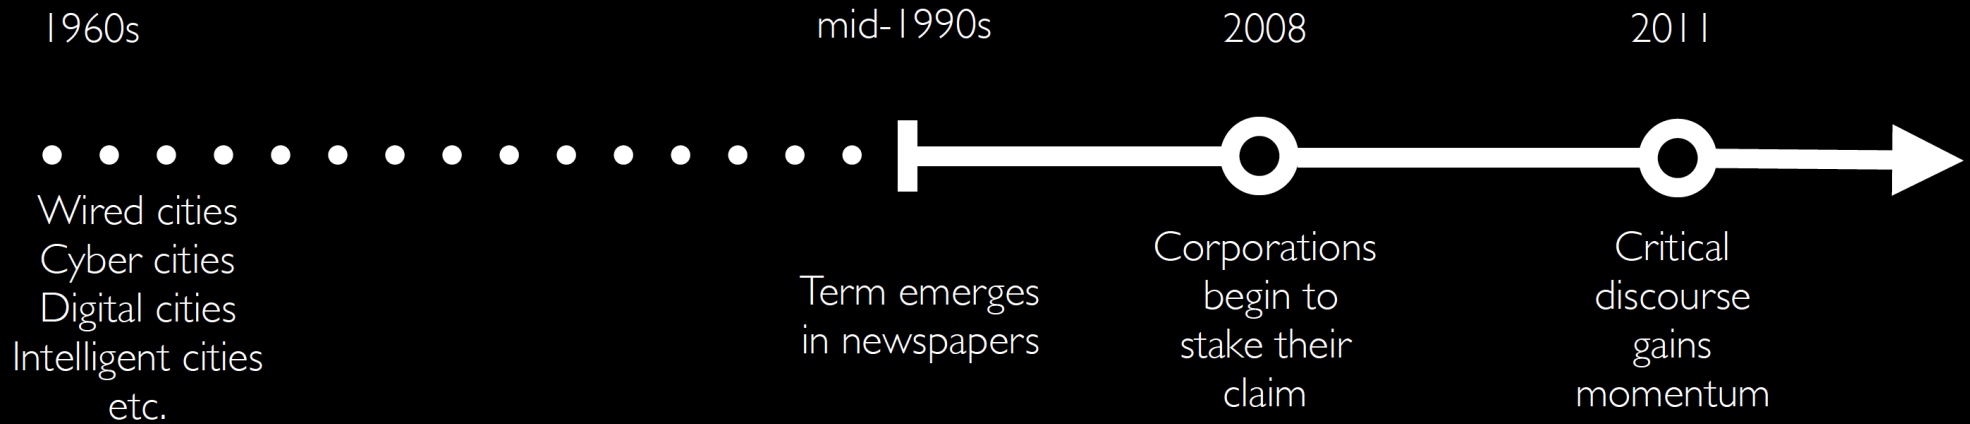 1960s
mid-1990s
2008
2011
Wired cities
Cyber cities
Digital cities
Intelligent cities
etc.
Term emerges
in newspapers
Corporations
begin to
stake their
claim
Critical
discourse
gains
momentum